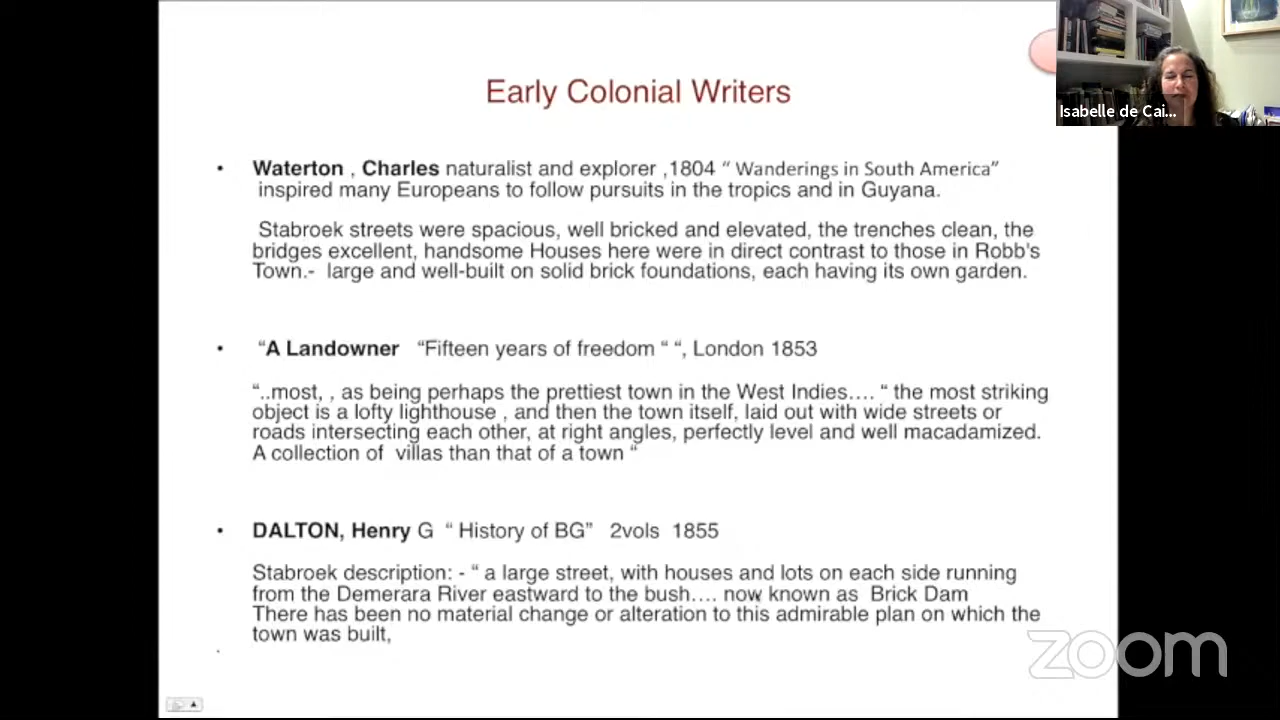 Early Colonial Writers
Isabelle de Cai...
• Waterton , Charles naturalist and explorer ,1804 “ Wanderings in South America”
inspired many Europeans to follow pursuits in the tropics and in Guyana.
Stabroek streets were spacious, well bricked and elevated, the trenches clean, the
bridges excellent, handsome Houses here were in direct contrast to those in Robb's
Town.- large and well-built on solid brick foundations, each having its own garden.
• “A Landowner “Fifteen years of freedom “ “, London 1853
“..most, , as being perhaps the prettiest town in the West Indies…. “ the most striking
object is a lofty lighthouse , and then the town itself, laid out with wide streets or
roads intersecting each other, at right angles, perfectly level and well macadamized.
A collection of villas than that of a town “
• DALTON, Henry G “ History of BG” 2vols 1855
Stabroek description: - “ a large street, with houses and lots on each side running
from the Demerara River eastward to the bush…. now known as Brick Dam
There has been no material change or alteration to this admirable plan on which the
town was built,
zoom